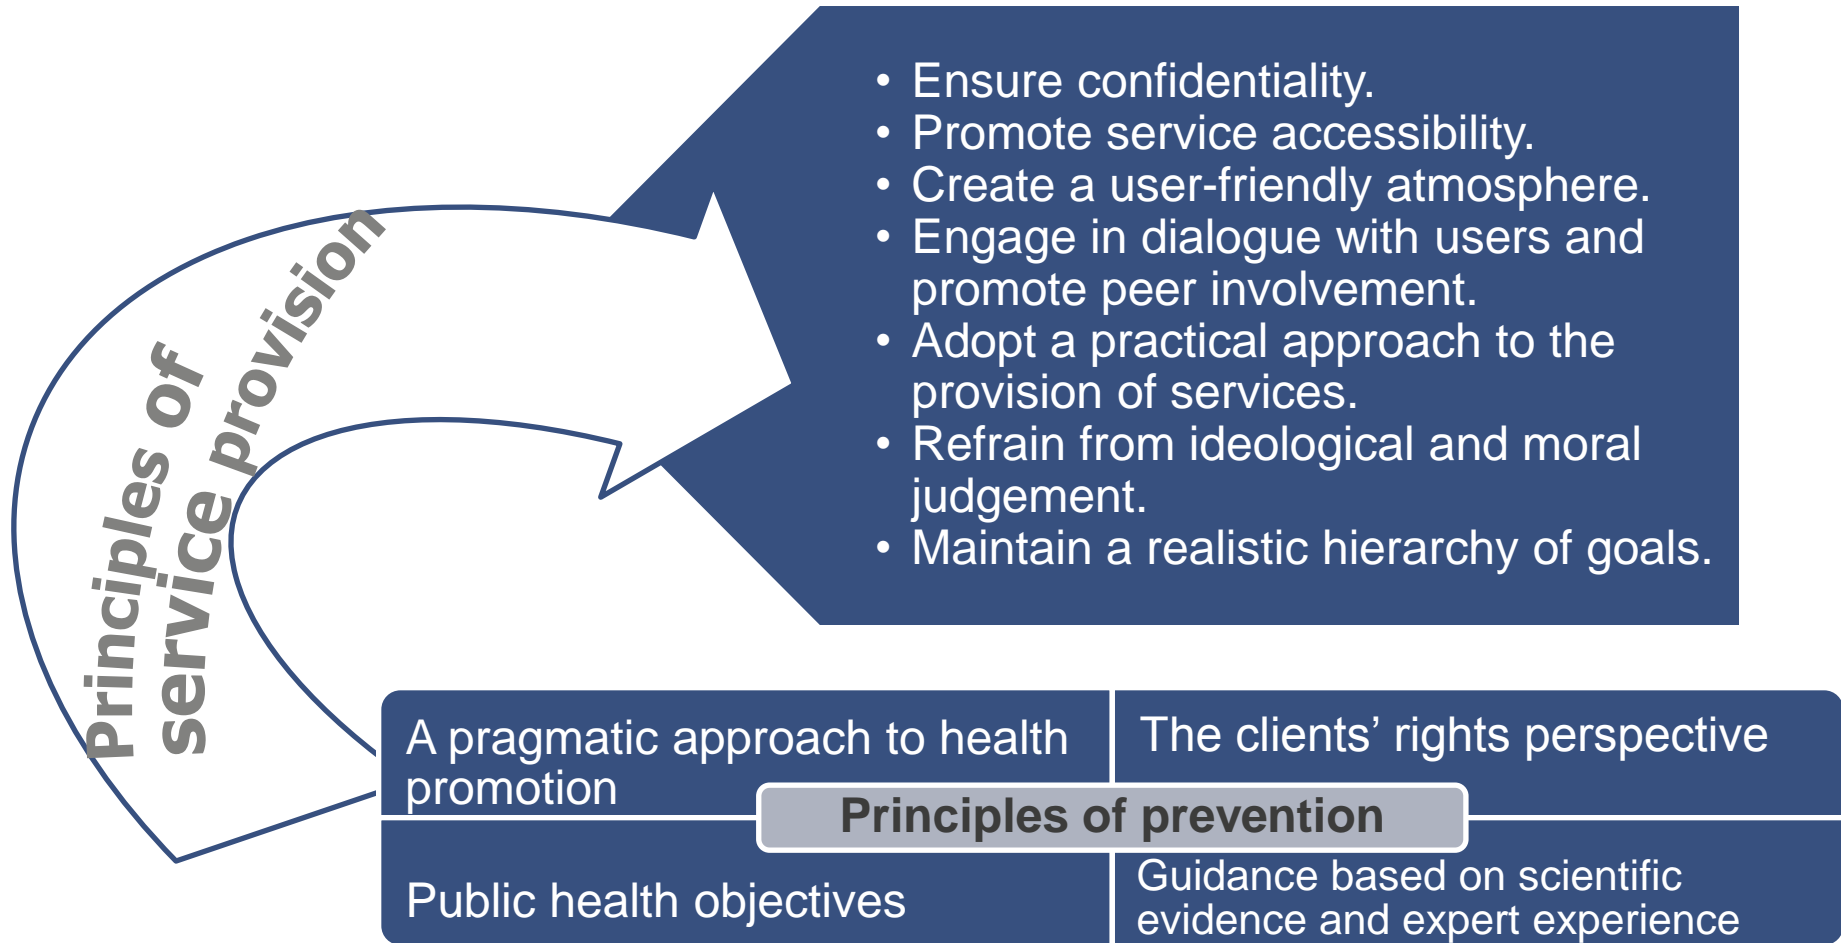 Principles of
service provision
• Ensure confidentiality.
• Promote service accessibility.
• Create a user-friendly atmosphere.
• Engage in dialogue with users and
promote peer involvement.
• Adopt a practical approach to the
provision of services.
• Refrain from ideological and moral
judgement.
• Maintain a realistic hierarchy of goals.
A pragmatic approach to health
promotion
The clients’ rights perspective
Principles of prevention
Public health objectives
Guidance based on scientific
evidence and expert experience